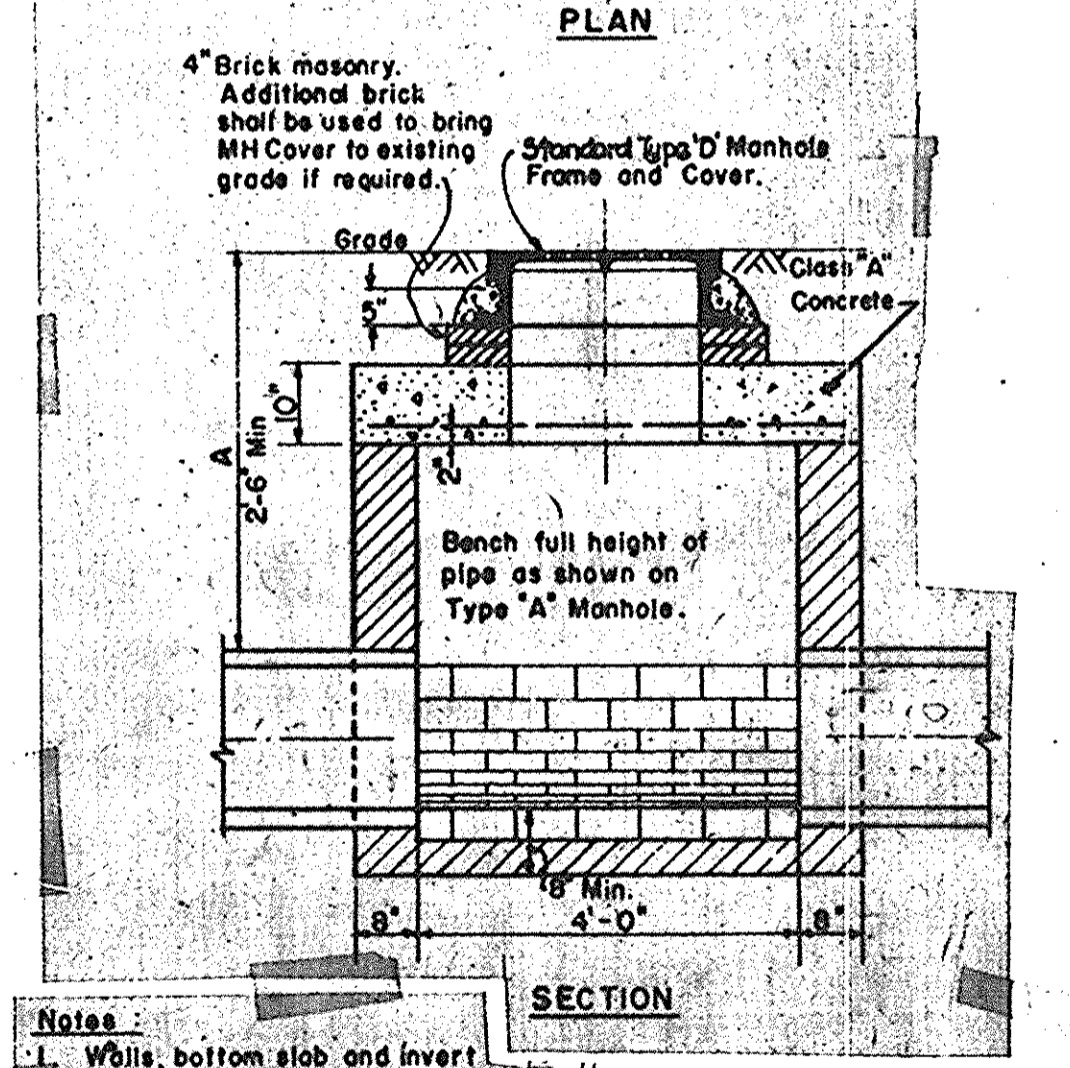 PLAN
4" Brick masonry.
Additional brick
shall be used to bring
MH Cover to existing
grade if required.
Standard Type 'D' Manhole
Frame and Cover.
Grade
Class "A"
Concrete
5"
10"
A
2'-6" Min
2"
Bench full height of
pipe as shown on
Type "A" Manhole.
8" Min.
8"
4'-0"
8"
SECTION
Notes :
1. Walls, bottom slab and invert